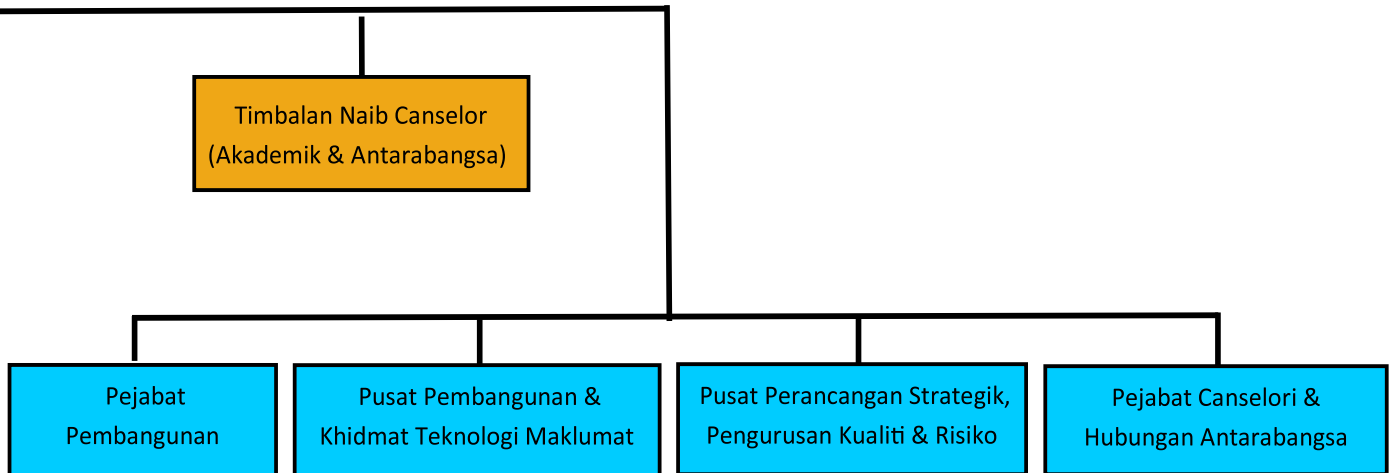 Timbalan Naib Canselor
(Akademik & Antarabangsa)
Pejabat
Pembangunan
Pusat Pembangunan &
Khidmat Teknologi Maklumat
Pusat Perancangan Strategik,
Pengurusan Kualiti & Risiko
Pejabat Canselori &
Hubungan Antarabangsa